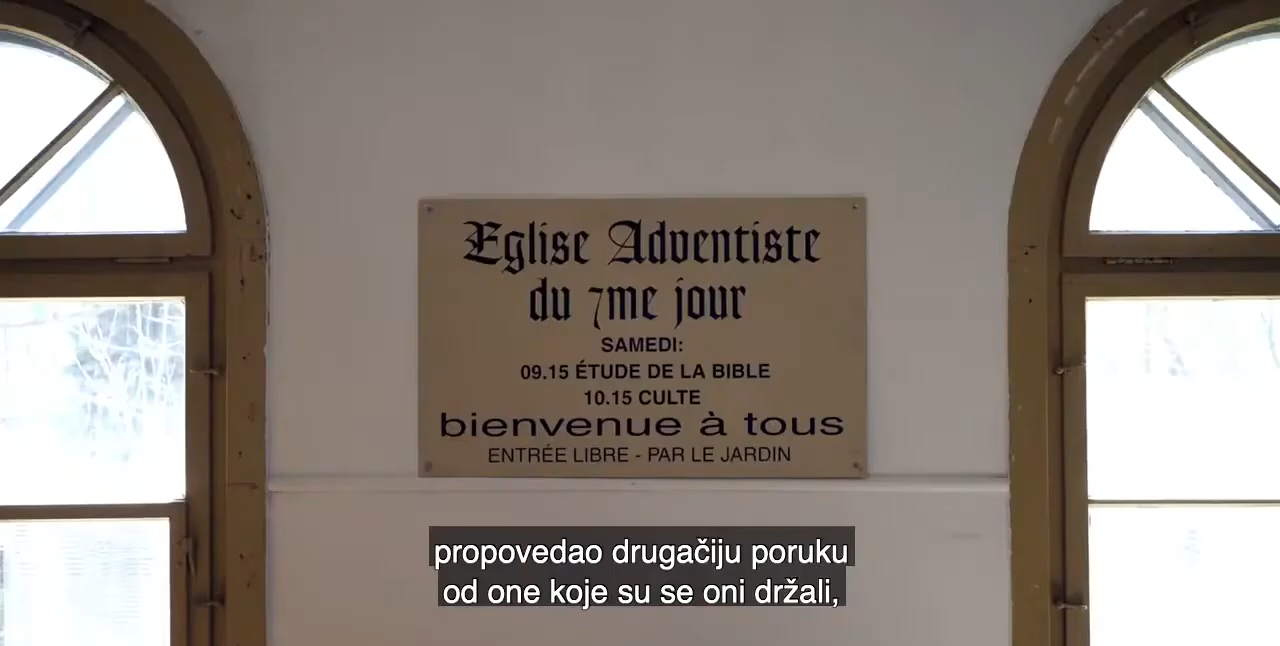 Eglise Adventiste
du 7me jour
SAMEDI:
09.15 ÉTUDE DE LA BIBLE
10.15 CULTE
bienvenue à tous
ENTRÉE LIBRE - PAR LE JARDIN
propovedao drugačiju poruku
od one koje su se oni držali,